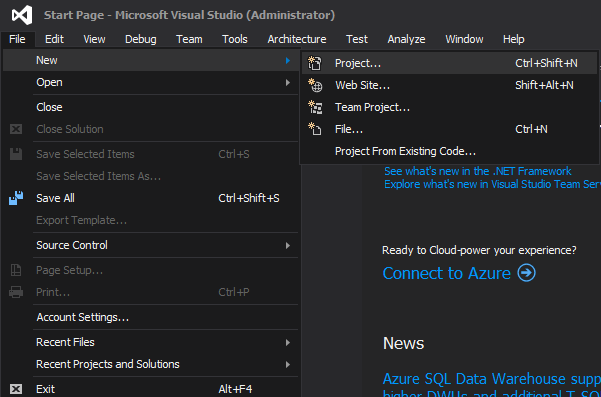 Start Page - Microsoft Visual Studio (Administrator)
File Edit View Debug Team Tools Architecture Test Analyze Window Help
New
Project... Ctrl+Shift+N
Open
Web Site... Shift+Alt+N
Close
Team Project...
Close Solution
File... Ctrl+N
Save Selected Items Ctrl+S
Project From Existing Code...
Save Selected Items As...
See what's new in the .NET Framework
Explore what's new in Visual Studio Team Serv
Save All Ctrl+Shift+S
Export Template...
Source Control
Ready to Cloud-power your experience?
Page Setup...
Connect to Azure
Print... Ctrl+P
Account Settings...
Recent Files
News
Recent Projects and Solutions
Azure SQL Data Warehouse supp
Exit Alt+F4
higher DWUs and additional T-SQ